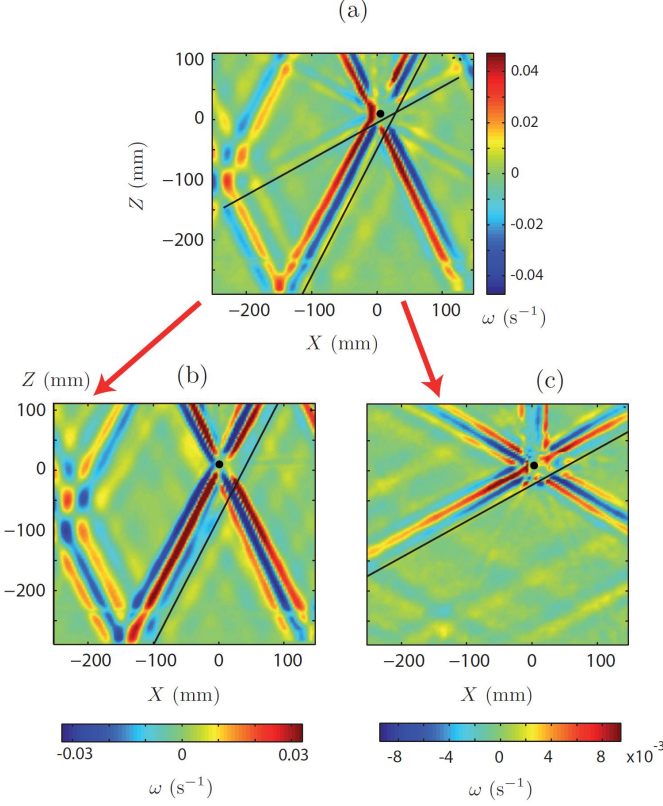 (a)
100
0
−100
−200
Z (mm)
−200 −100 0 100
X (mm)
0.04
0.02
0
-0.02
-0.04
ω (s⁻¹)
Z (mm)
(b)
100
0
−100
−200
−200 −100 0 100
X (mm)
(c)
−200 −100 0 100
X (mm)
-0.03 0 0.03
ω (s⁻¹)
-8 -4 0 4 8 x10⁻³
ω (s⁻¹)